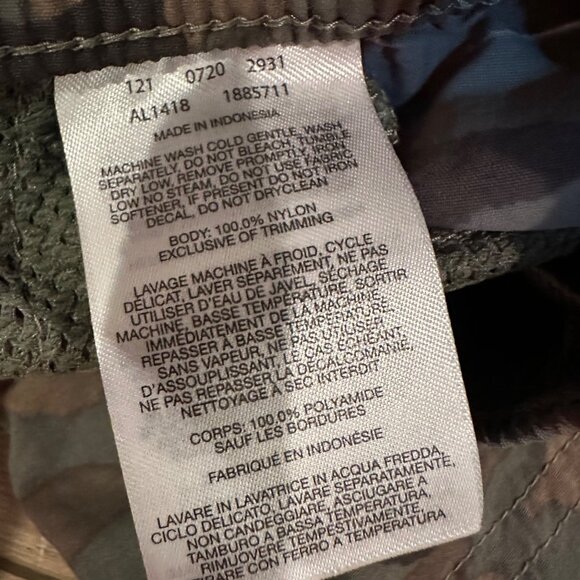 121 0720 2931
AL1418 1885711
MADE IN INDONESIA
MACHINE WASH COLD GENTLE, WASH
SEPARATELY, DO NOT BLEACH, TUMBLE
DRY LOW, REMOVE PROMPTLY, IRON
LOW NO STEAM, DO NOT USE FABRIC
SOFTENER, IF PRESENT DO NOT IRON
DECAL, DO NOT DRYCLEAN
BODY: 100.0% NYLON
EXCLUSIVE OF TRIMMING
LAVAGE MACHINE À FROID, CYCLE
DÉLICAT, LAVER SÉPARÉMENT, NE PAS
UTILISER D'EAU DE JAVEL, SÉCHAGE
MACHINE, BASSE TEMPÉRATURE, SORTIR
IMMÉDIATEMENT DE LA MACHINE,
REPASSER À BASSE TEMPÉRATURE
SANS VAPEUR, NE PAS UTILISER
D'ASSOUPLISSANT, LE CAS ÉCHÉANT,
NE PAS REPASSER LA DÉCALCOMANIE,
NETTOYAGE À SEC INTERDIT
CORPS: 100.0% POLYAMIDE
SAUF LES BORDURES
FABRIQUÉ EN INDONÉSIE
LAVARE IN LAVATRICE IN ACQUA FREDDA,
CICLO DELICATO, LAVARE SEPARATAMENTE,
NON CANDEGGIARE, ASCIUGARE A
TAMBURO A BASSA TEMPERATURA,
RIMUOVERE TEMPESTIVAMENTE,
STIRARE CON FERRO A TEMPERATURA